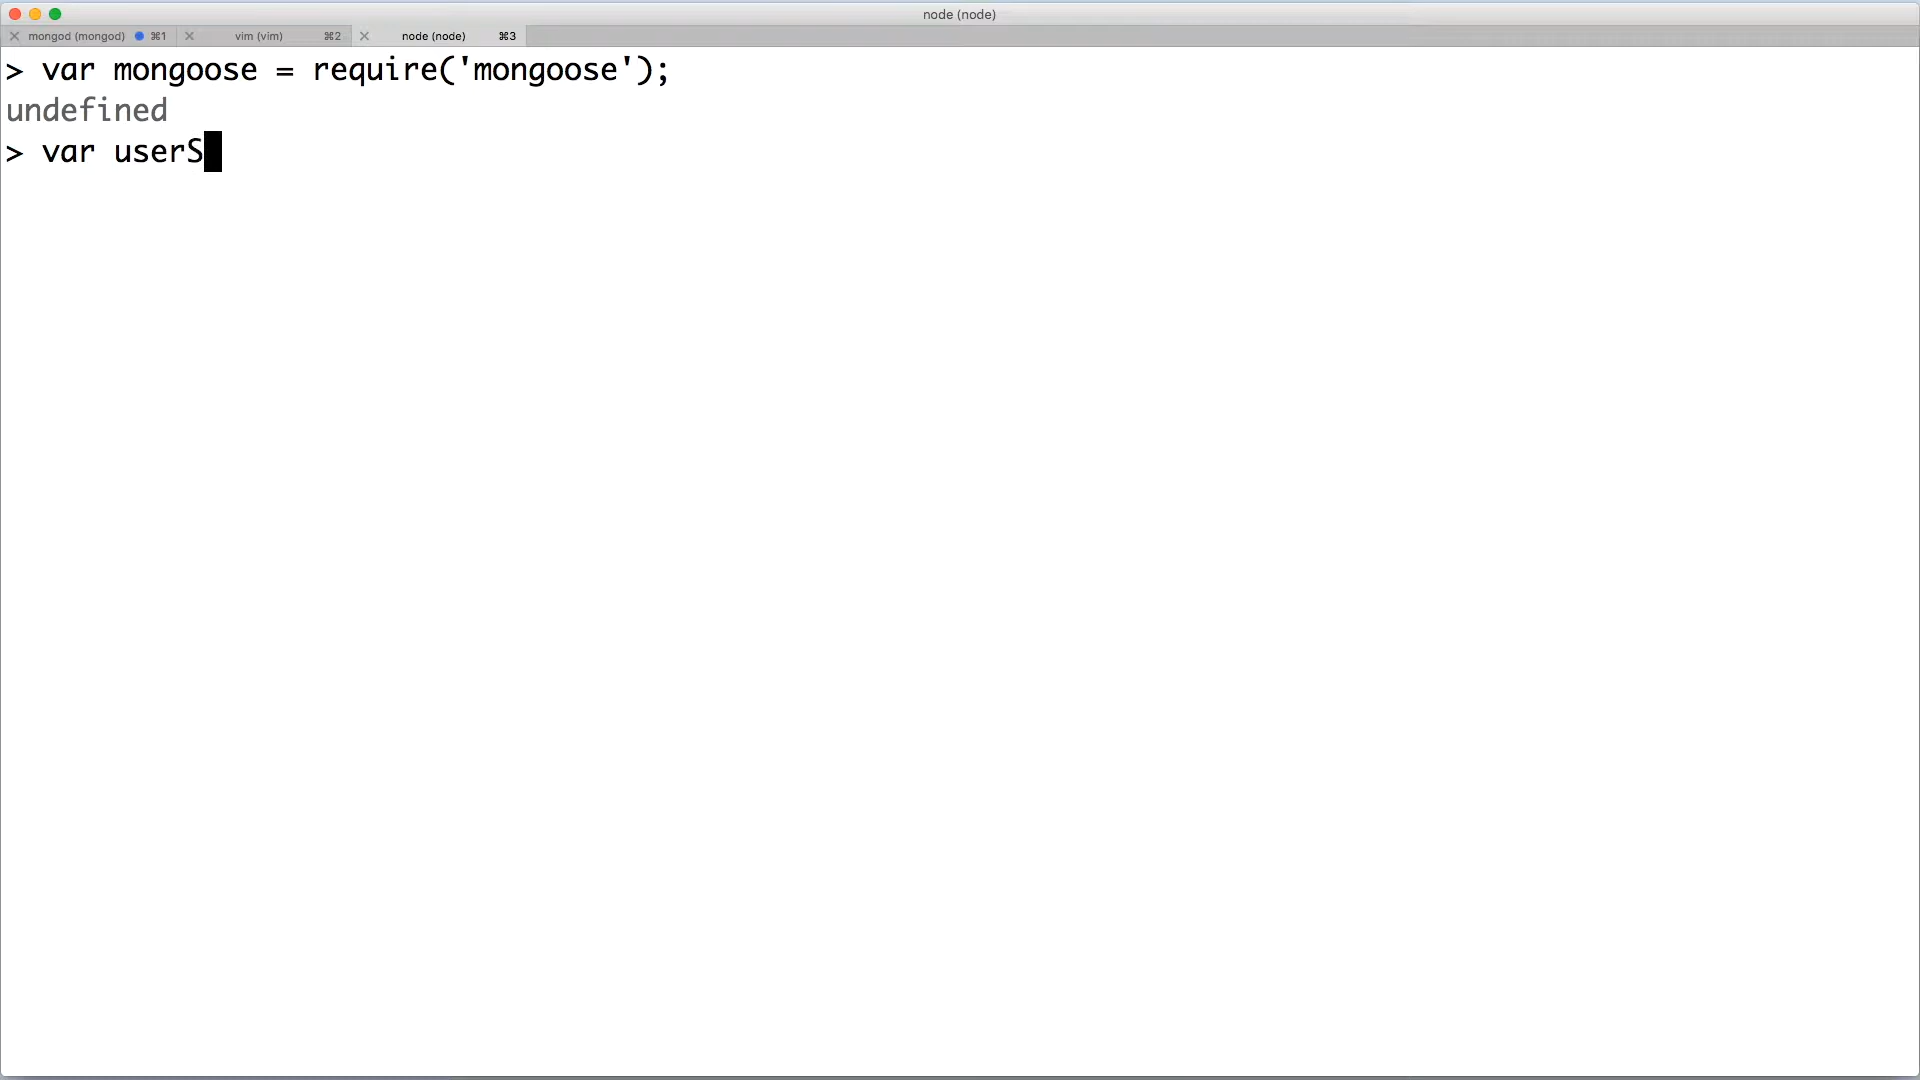 node (node)
mongod (mongod) ⌘1 vim (vim) ⌘2 node (node) ⌘3
> var mongoose = require('mongoose');
undefined
> var userS